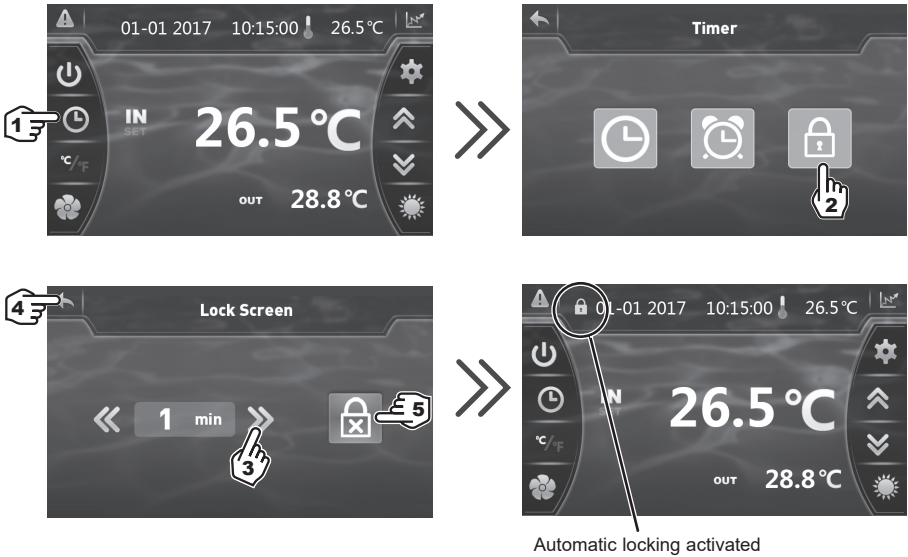 01-01 2017 10:15:00 26.5°C
1
IN
SET
26.5°C
°C/°F
OUT 28.8°C
Timer
2
4
Lock Screen
1 min
3
5
01-01 2017 10:15:00 26.5°C
IN
SET
26.5°C
°C/°F
OUT 28.8°C
Automatic locking activated